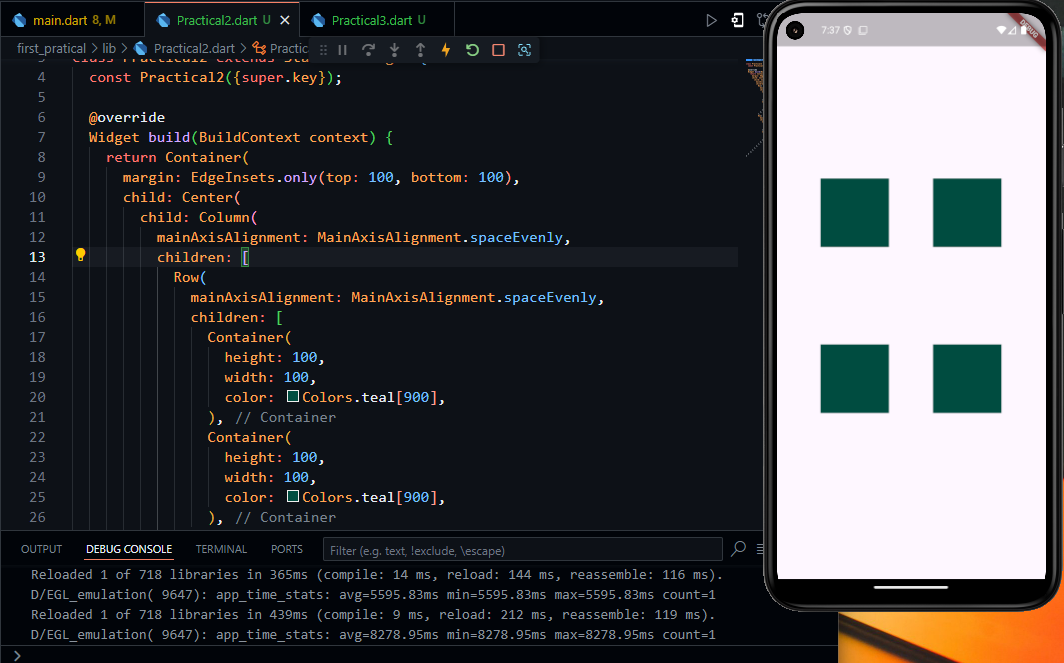 main.dart 8, M
Practical2.dart U
Practical3.dart U
first_pratical > lib > Practical2.dart > Practic
4 const Practical2({super.key});
5
6 @override
7 Widget build(BuildContext context) {
8 return Container(
9 margin: EdgeInsets.only(top: 100, bottom: 100),
10 child: Center(
11 child: Column(
12 mainAxisAlignment: MainAxisAlignment.spaceEvenly,
13 children: [
14 Row(
15 mainAxisAlignment: MainAxisAlignment.spaceEvenly,
16 children: [
17 Container(
18 height: 100,
19 width: 100,
20 color: Colors.teal[900],
21 ), // Container
22 Container(
23 height: 100,
24 width: 100,
25 color: Colors.teal[900],
26 ), // Container
OUTPUT DEBUG CONSOLE TERMINAL PORTS Filter (e.g. text, !exclude, \escape)
Reloaded 1 of 718 libraries in 365ms (compile: 14 ms, reload: 144 ms, reassemble: 116 ms).
D/EGL_emulation( 9647): app_time_stats: avg=5595.83ms min=5595.83ms max=5595.83ms count=1
Reloaded 1 of 718 libraries in 439ms (compile: 9 ms, reload: 212 ms, reassemble: 119 ms).
D/EGL_emulation( 9647): app_time_stats: avg=8278.95ms min=8278.95ms max=8278.95ms count=1
>
7:37
DEBUG